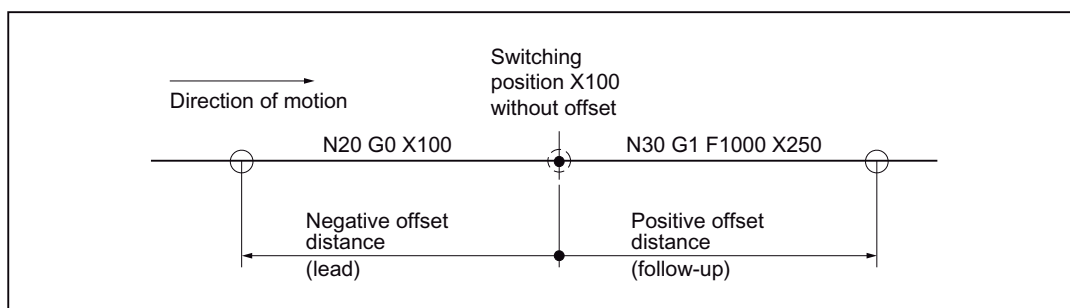 Switching
position X100
without offset
Direction of motion
N20 G0 X100
N30 G1 F1000 X250
Negative offset
distance
(lead)
Positive offset
distance
(follow-up)